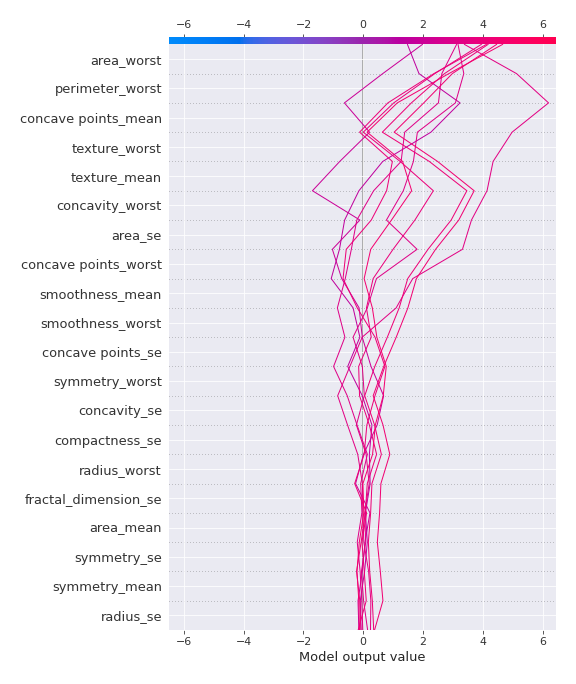 −6 −4 −2 0 2 4 6
area_worst
perimeter_worst
concave points_mean
texture_worst
texture_mean
concavity_worst
area_se
concave points_worst
smoothness_mean
smoothness_worst
concave points_se
symmetry_worst
concavity_se
compactness_se
radius_worst
fractal_dimension_se
area_mean
symmetry_se
symmetry_mean
radius_se
−6 −4 −2 0 2 4 6
Model output value